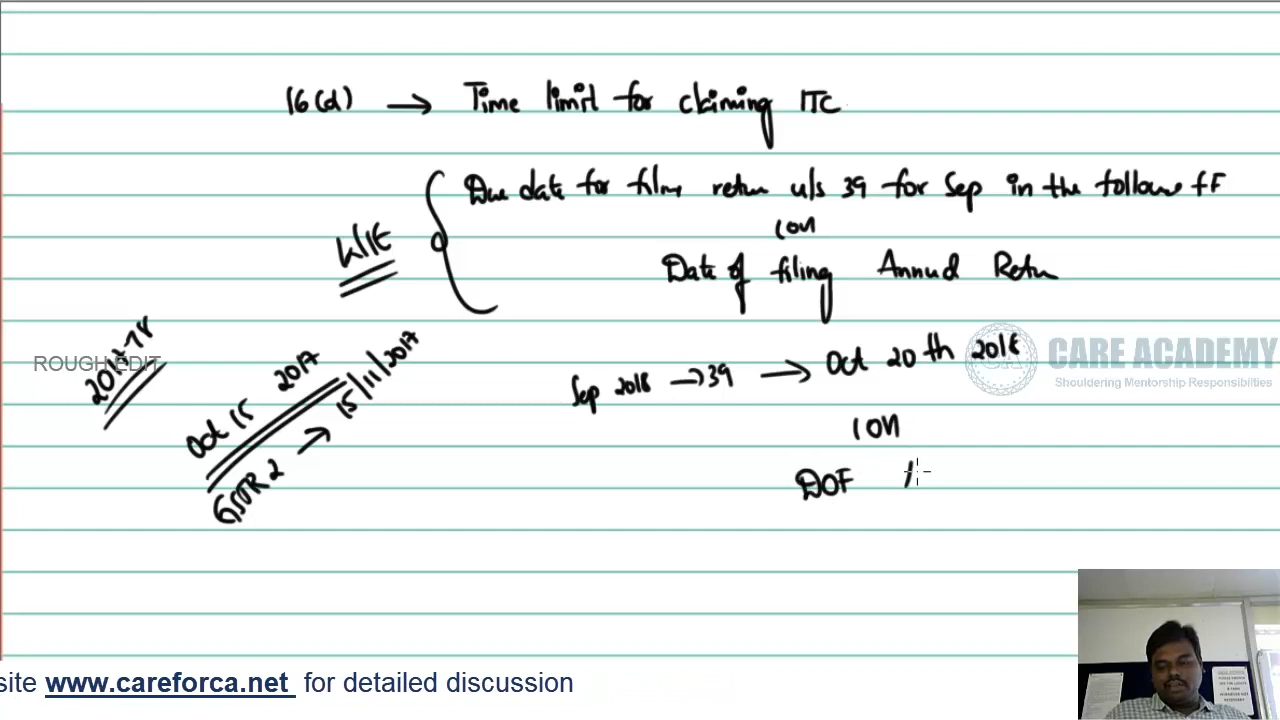 16(d) → Time limit for claiming ITC
Due date for filing return u/s 39 for Sep in the follow fF
(or)
W/E
Date of filing Annual Return
2017-18
ROUGH EDIT
Oct 15 2017
GSTR 2 → 15/11/2017
Sep 2018 → 39 → Oct 20th 2018
CARE ACADEMY
Shouldering Mentorship Responsibilities
(or)
DOF
site www.careforca.net for detailed discussion